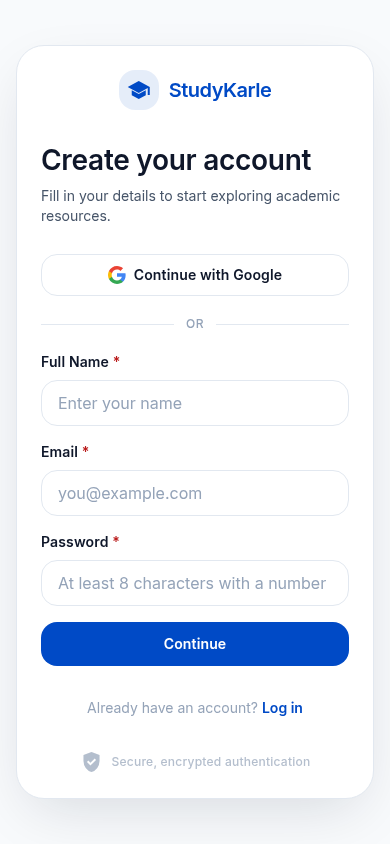 StudyKarle
Create your account
Fill in your details to start exploring academic
resources.
Continue with Google
OR
Full Name *
Enter your name
Email *
you@example.com
Password *
At least 8 characters with a number
Continue
Already have an account? Log in
Secure, encrypted authentication